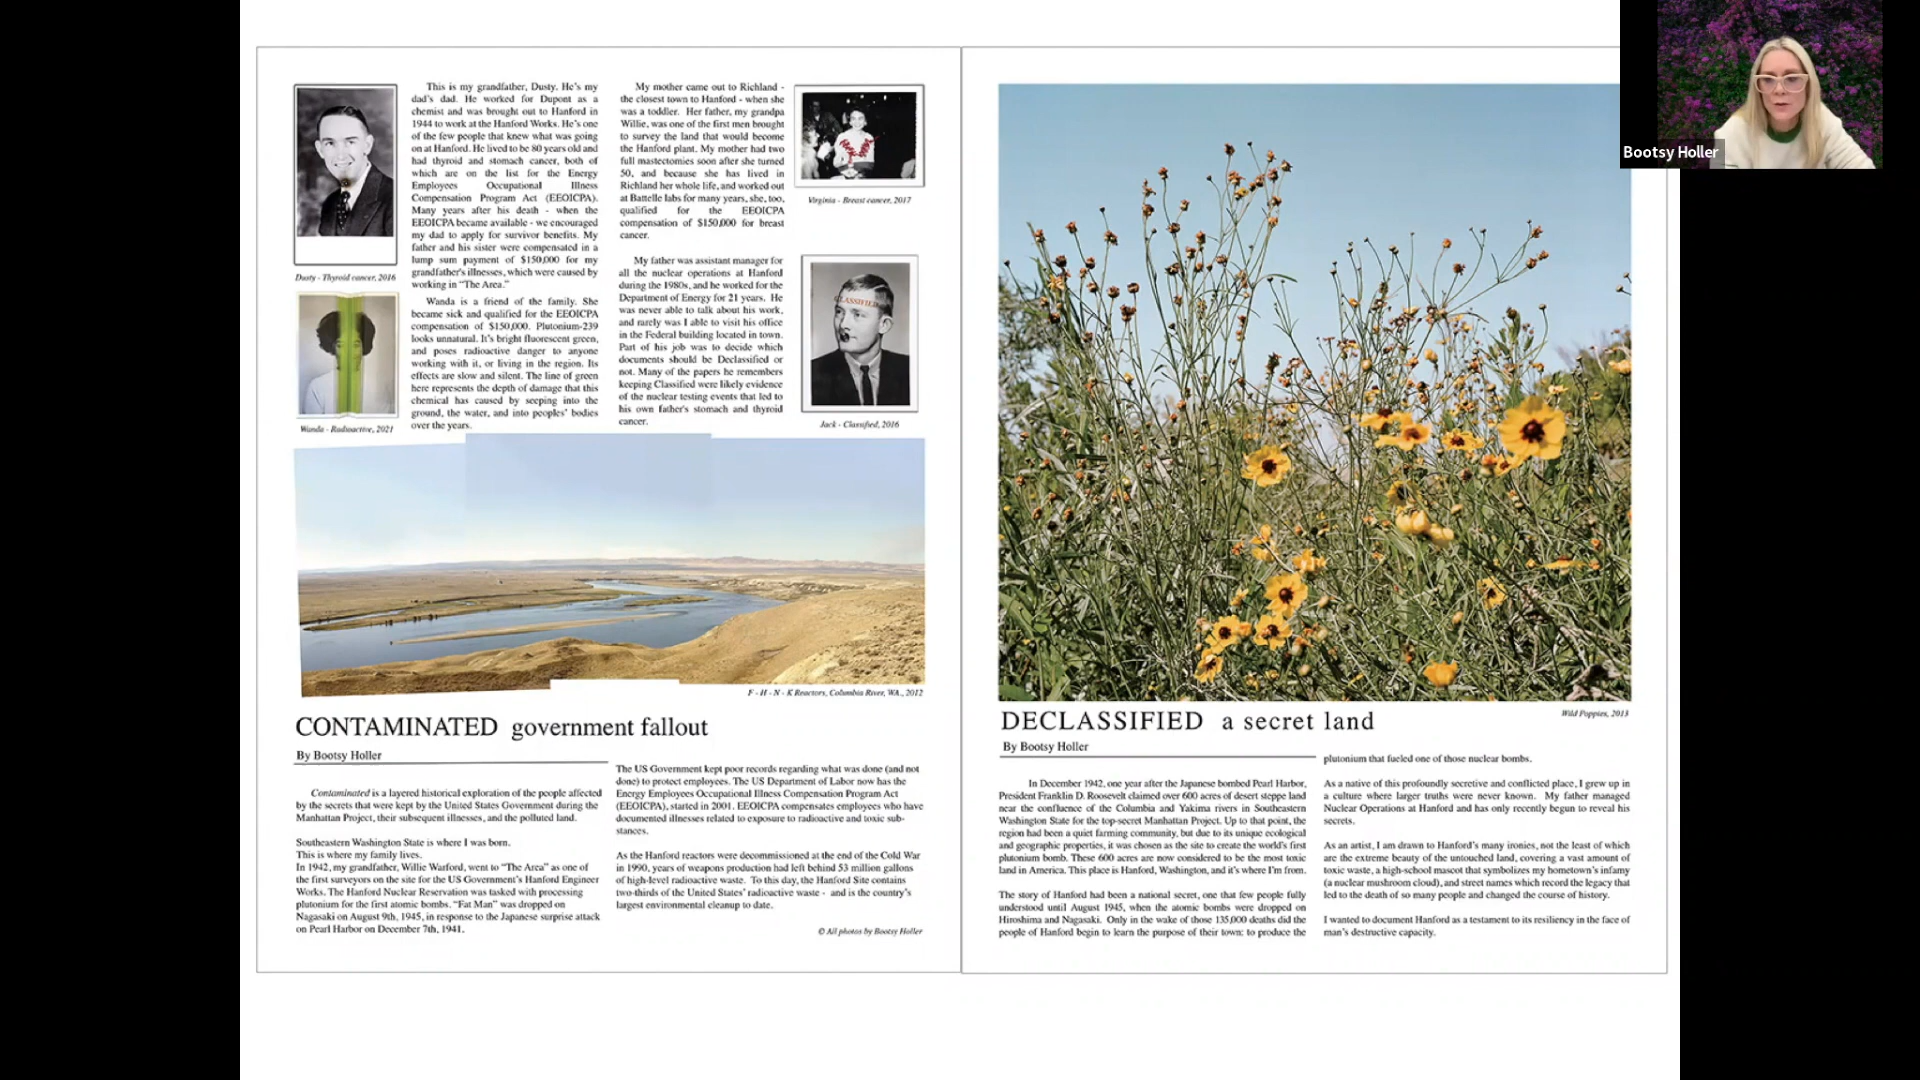 Bootsy Holler
This is my grandfather, Dusty. He's my
dad's dad. He worked for Dupont as a
chemist and was brought out to Hanford in
1944 to work at the Hanford Works. He's one
of the few people that knew what was going
on at Hanford. He lived to be 80 years old and
had thyroid and stomach cancer, both of
which are on the list for the Energy
Employees Occupational Illness
Compensation Program Act (EEOICPA).
Many years after his death - when the
EEOICPA became available - we encouraged
my dad to apply for survivor benefits. My
father and his sister were compensated in a
lump sum payment of $150,000 for my
grandfather's illnesses, which were caused by
working in "The Area."
Dusty - Thyroid cancer, 2016
Wanda is a friend of the family. She
became sick and qualified for the EEOICPA
compensation of $150,000. Plutonium-239
looks unnatural. It's bright fluorescent green,
and poses radioactive danger to anyone
working with it, or living in the region. Its
effects are slow and silent. The line of green
here represents the depth of damage that this
chemical has caused by seeping into the
ground, the water, and into peoples' bodies
over the years.
Wanda - Radioactive, 2021
My mother came out to Richland -
the closest town to Hanford - when she
was a toddler. Her father, my grandpa
Willie, was one of the first men brought
to survey the land that would become
the Hanford plant. My mother had two
full mastectomies soon after she turned
50, and because she has lived in
Richland her whole life, and worked out
at Battelle labs for many years, she, too,
qualified for the EEOICPA
compensation of $150,000 for breast
cancer.
Virginia - Breast cancer, 2017
My father was assistant manager for
all the nuclear operations at Hanford
during the 1980s, and he worked for the
Department of Energy for 21 years. He
was never able to talk about his work,
and rarely was I able to visit his office
in the Federal building located in town.
Part of his job was to decide which
documents should be Declassified or
not. Many of the papers he remembers
keeping Classified were likely evidence
of the nuclear testing events that led to
his own father's stomach and thyroid
cancer.
CLASSIFIED
Jack - Classified, 2016
F - H - N - K Reactors, Columbia River, WA., 2012
CONTAMINATED government fallout
By Bootsy Holler
Contaminated is a layered historical exploration of the people affected
by the secrets that were kept by the United States Government during the
Manhattan Project, their subsequent illnesses, and the polluted land.
Southeastern Washington State is where I was born.
This is where my family lives.
In 1942, my grandfather, Willie Warford, went to "The Area" as one of
the first surveyors on the site for the US Government's Hanford Engineer
Works. The Hanford Nuclear Reservation was tasked with processing
plutonium for the first atomic bombs. "Fat Man" was dropped on
Nagasaki on August 9th, 1945, in response to the Japanese surprise attack
on Pearl Harbor on December 7th, 1941.
The US Government kept poor records regarding what was done (and not
done) to protect employees. The US Department of Labor now has the
Energy Employees Occupational Illness Compensation Program Act
(EEOICPA), started in 2001. EEOICPA compensates employees who have
documented illnesses related to exposure to radioactive and toxic sub-
stances.
As the Hanford reactors were decommissioned at the end of the Cold War
in 1990, years of weapons production had left behind 53 million gallons
of high-level radioactive waste. To this day, the Hanford Site contains
two-thirds of the United States' radioactive waste - and is the country's
largest environmental cleanup to date.
© All photos by Bootsy Holler
Wild Poppies, 2013
DECLASSIFIED a secret land
By Bootsy Holler
In December 1942, one year after the Japanese bombed Pearl Harbor,
President Franklin D. Roosevelt claimed over 600 acres of desert steppe land
near the confluence of the Columbia and Yakima rivers in Southeastern
Washington State for the top-secret Manhattan Project. Up to that point, the
region had been a quiet farming community, but due to its unique ecological
and geographic properties, it was chosen as the site to create the world's first
plutonium bomb. These 600 acres are now considered to be the most toxic
land in America. This place is Hanford, Washington, and it's where I'm from.
The story of Hanford had been a national secret, one that few people fully
understood until August 1945, when the atomic bombs were dropped on
Hiroshima and Nagasaki. Only in the wake of those 135,000 deaths did the
people of Hanford begin to learn the purpose of their town: to produce the
plutonium that fueled one of those nuclear bombs.
As a native of this profoundly secretive and conflicted place, I grew up in
a culture where larger truths were never known. My father managed
Nuclear Operations at Hanford and has only recently begun to reveal his
secrets.
As an artist, I am drawn to Hanford's many ironies, not the least of which
are the extreme beauty of the untouched land, covering a vast amount of
toxic waste, a high-school mascot that symbolizes my hometown's infamy
(a nuclear mushroom cloud), and street names which record the legacy that
led to the death of so many people and changed the course of history.
I wanted to document Hanford as a testament to its resiliency in the face of
man's destructive capacity.